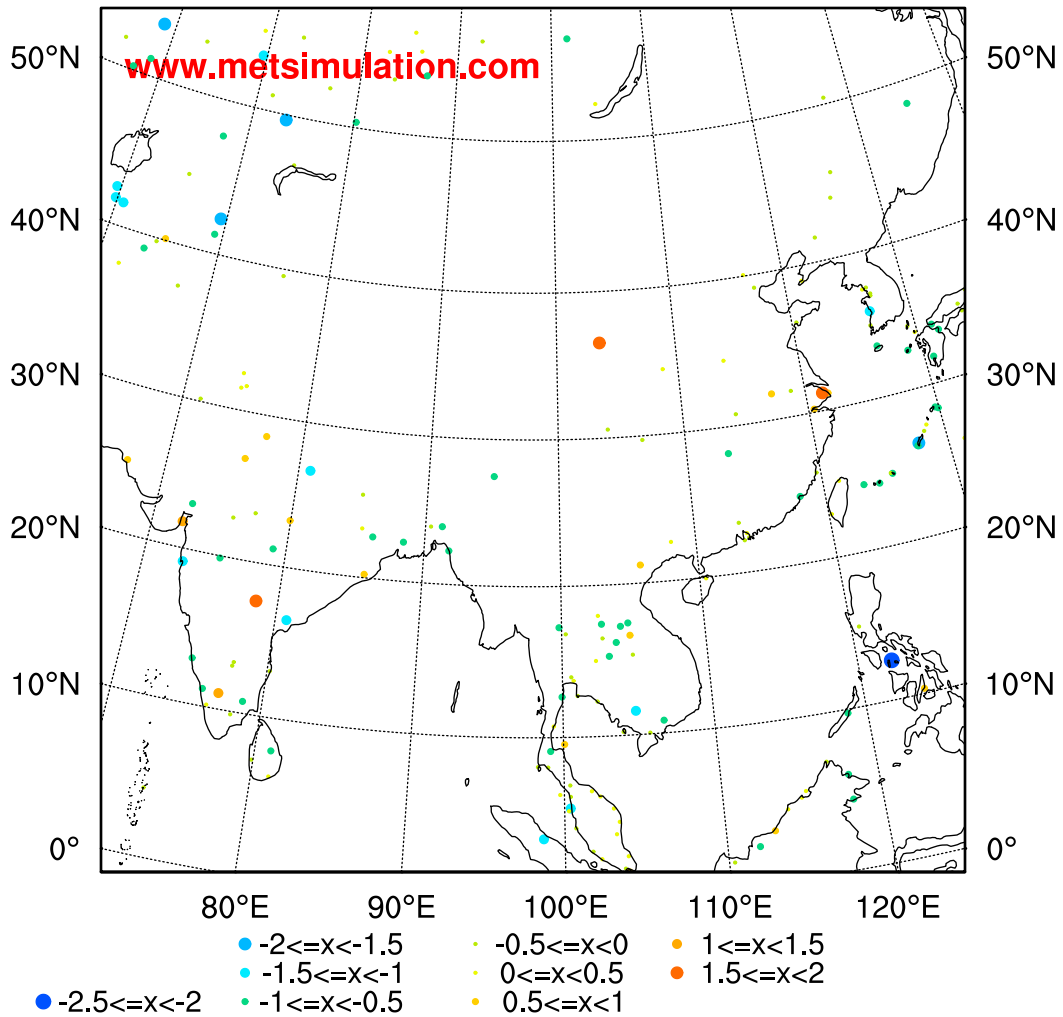 www.metsimulation.com
50°N 50°N
40°N 40°N
30°N 30°N
20°N 20°N
10°N 10°N
0° 0°
80°E 90°E 100°E 110°E 120°E
-2<=x<-1.5 -0.5<=x<0 1<=x<1.5
-1.5<=x<-1 0<=x<0.5 1.5<=x<2
-2.5<=x<-2 -1<=x<-0.5 0.5<=x<1